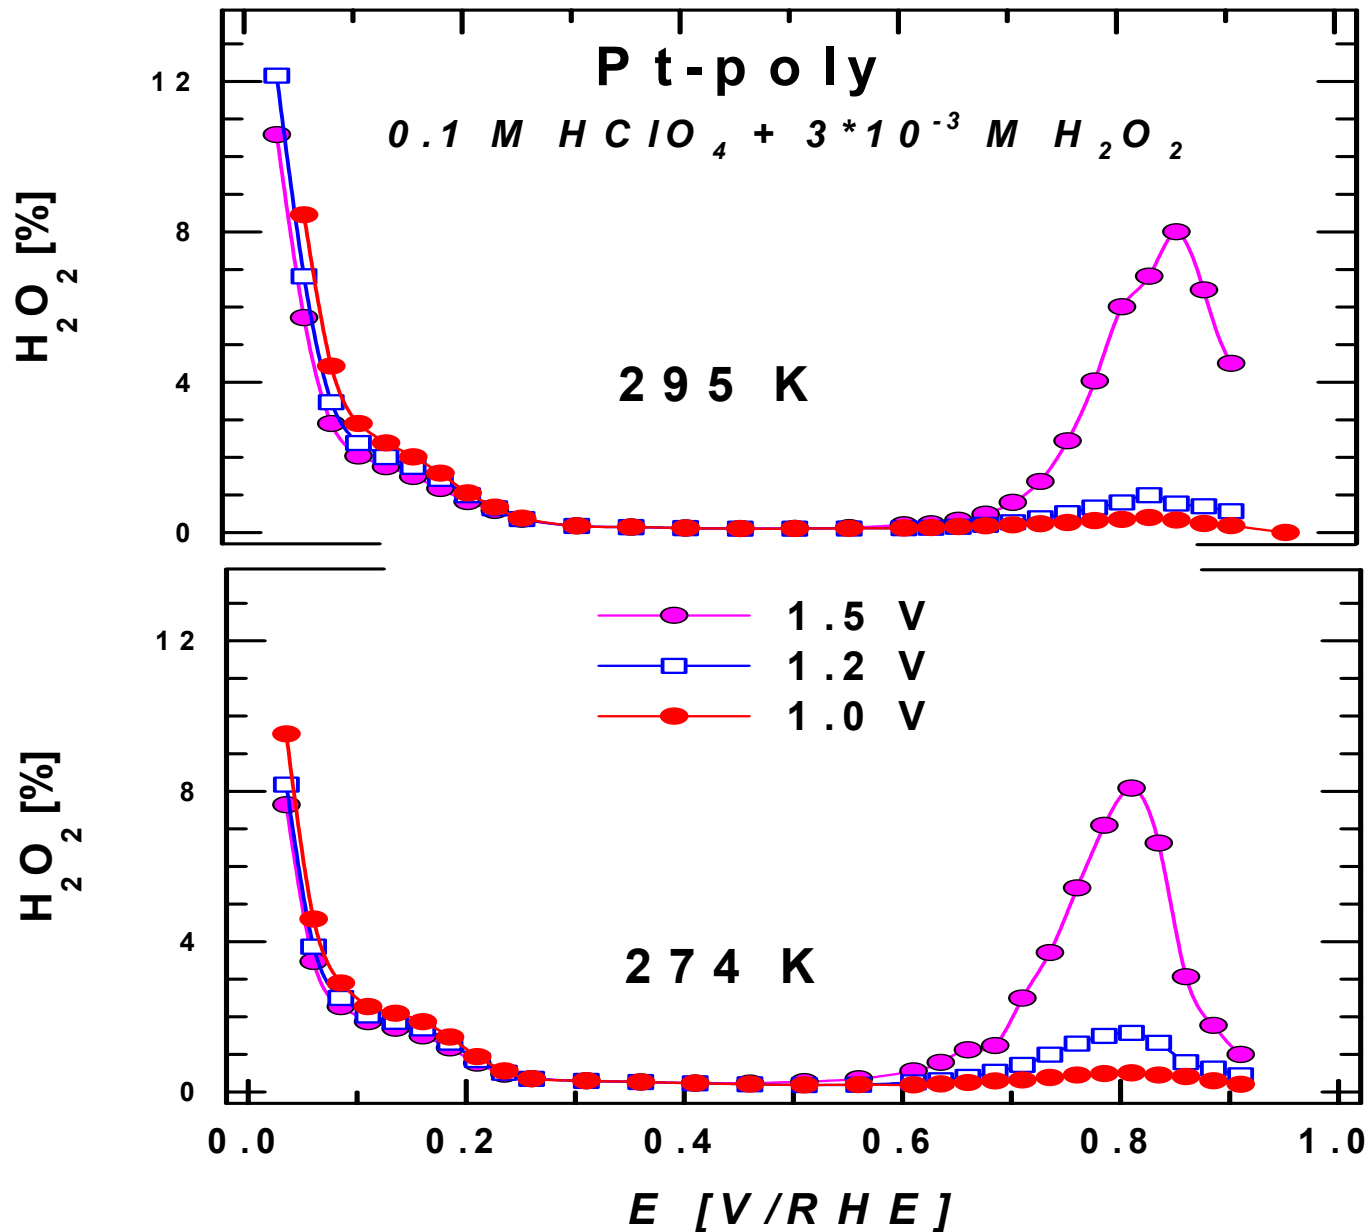 Pt-poly
0.1 M HClO₄ + 3*10⁻³ M H₂O₂
12
8
4
0
H₂O₂ [%]
295 K
1.5 V
1.2 V
1.0 V
12
8
4
0
H₂O₂ [%]
274 K
0.0 0.2 0.4 0.6 0.8 1.0
E [V/RHE]